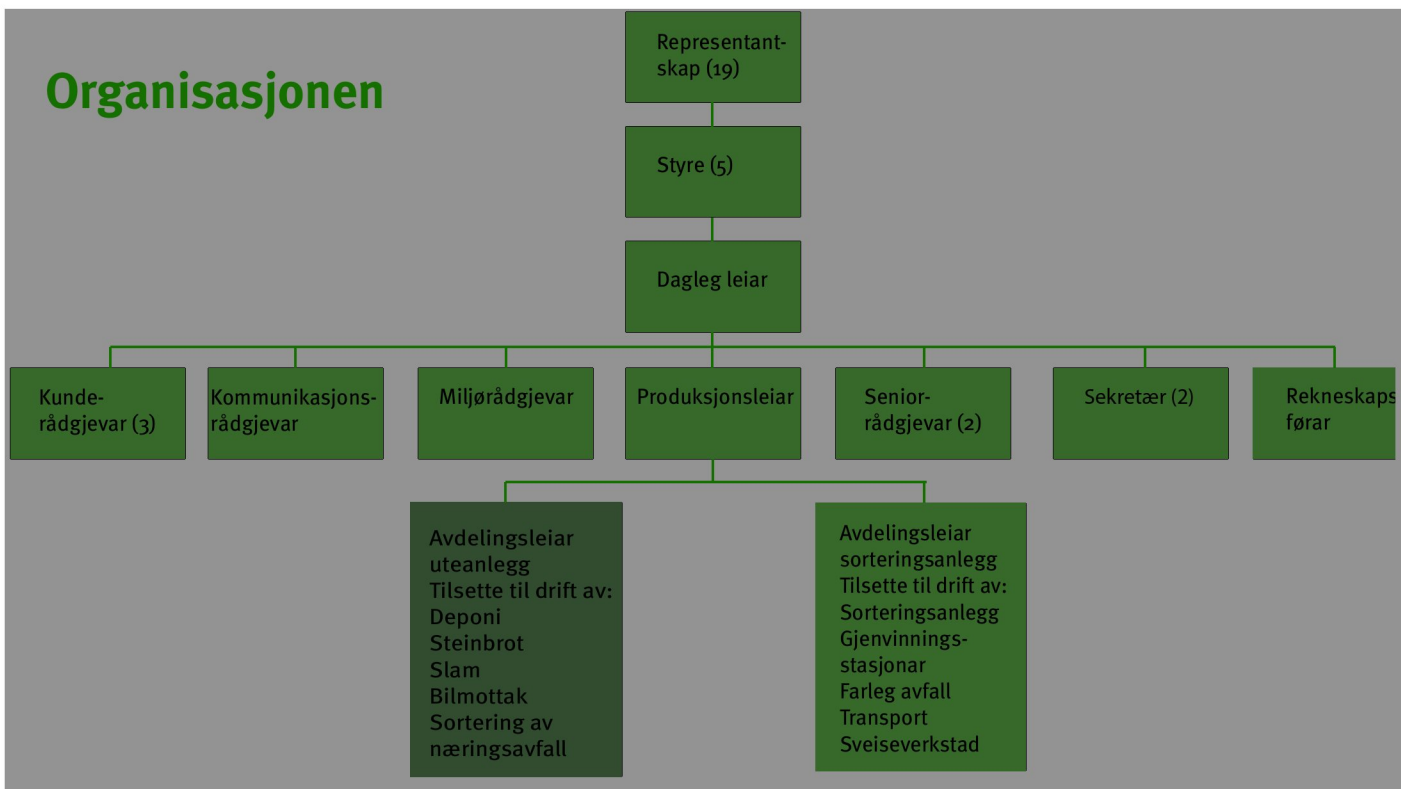 Organisasjonen
Representant-
skap (19)
Styre (5)
Dagleg leiar
Kunde-
rådgjevar (3)
Kommunikasjons-
rådgjevar
Miljørådgjevar
Produksjonsleiar
Senior-
rådgjevar (2)
Sekretær (2)
Rekneskaps
førar
Avdelingsleiar
uteanlegg
Tilsette til drift av:
Deponi
Steinbrot
Slam
Bilmottak
Sortering av
næringsavfall
Avdelingsleiar
sorteringsanlegg
Tilsette til drift av:
Sorteringsanlegg
Gjenvinnings-
stasjonar
Farleg avfall
Transport
Sveiseverkstad